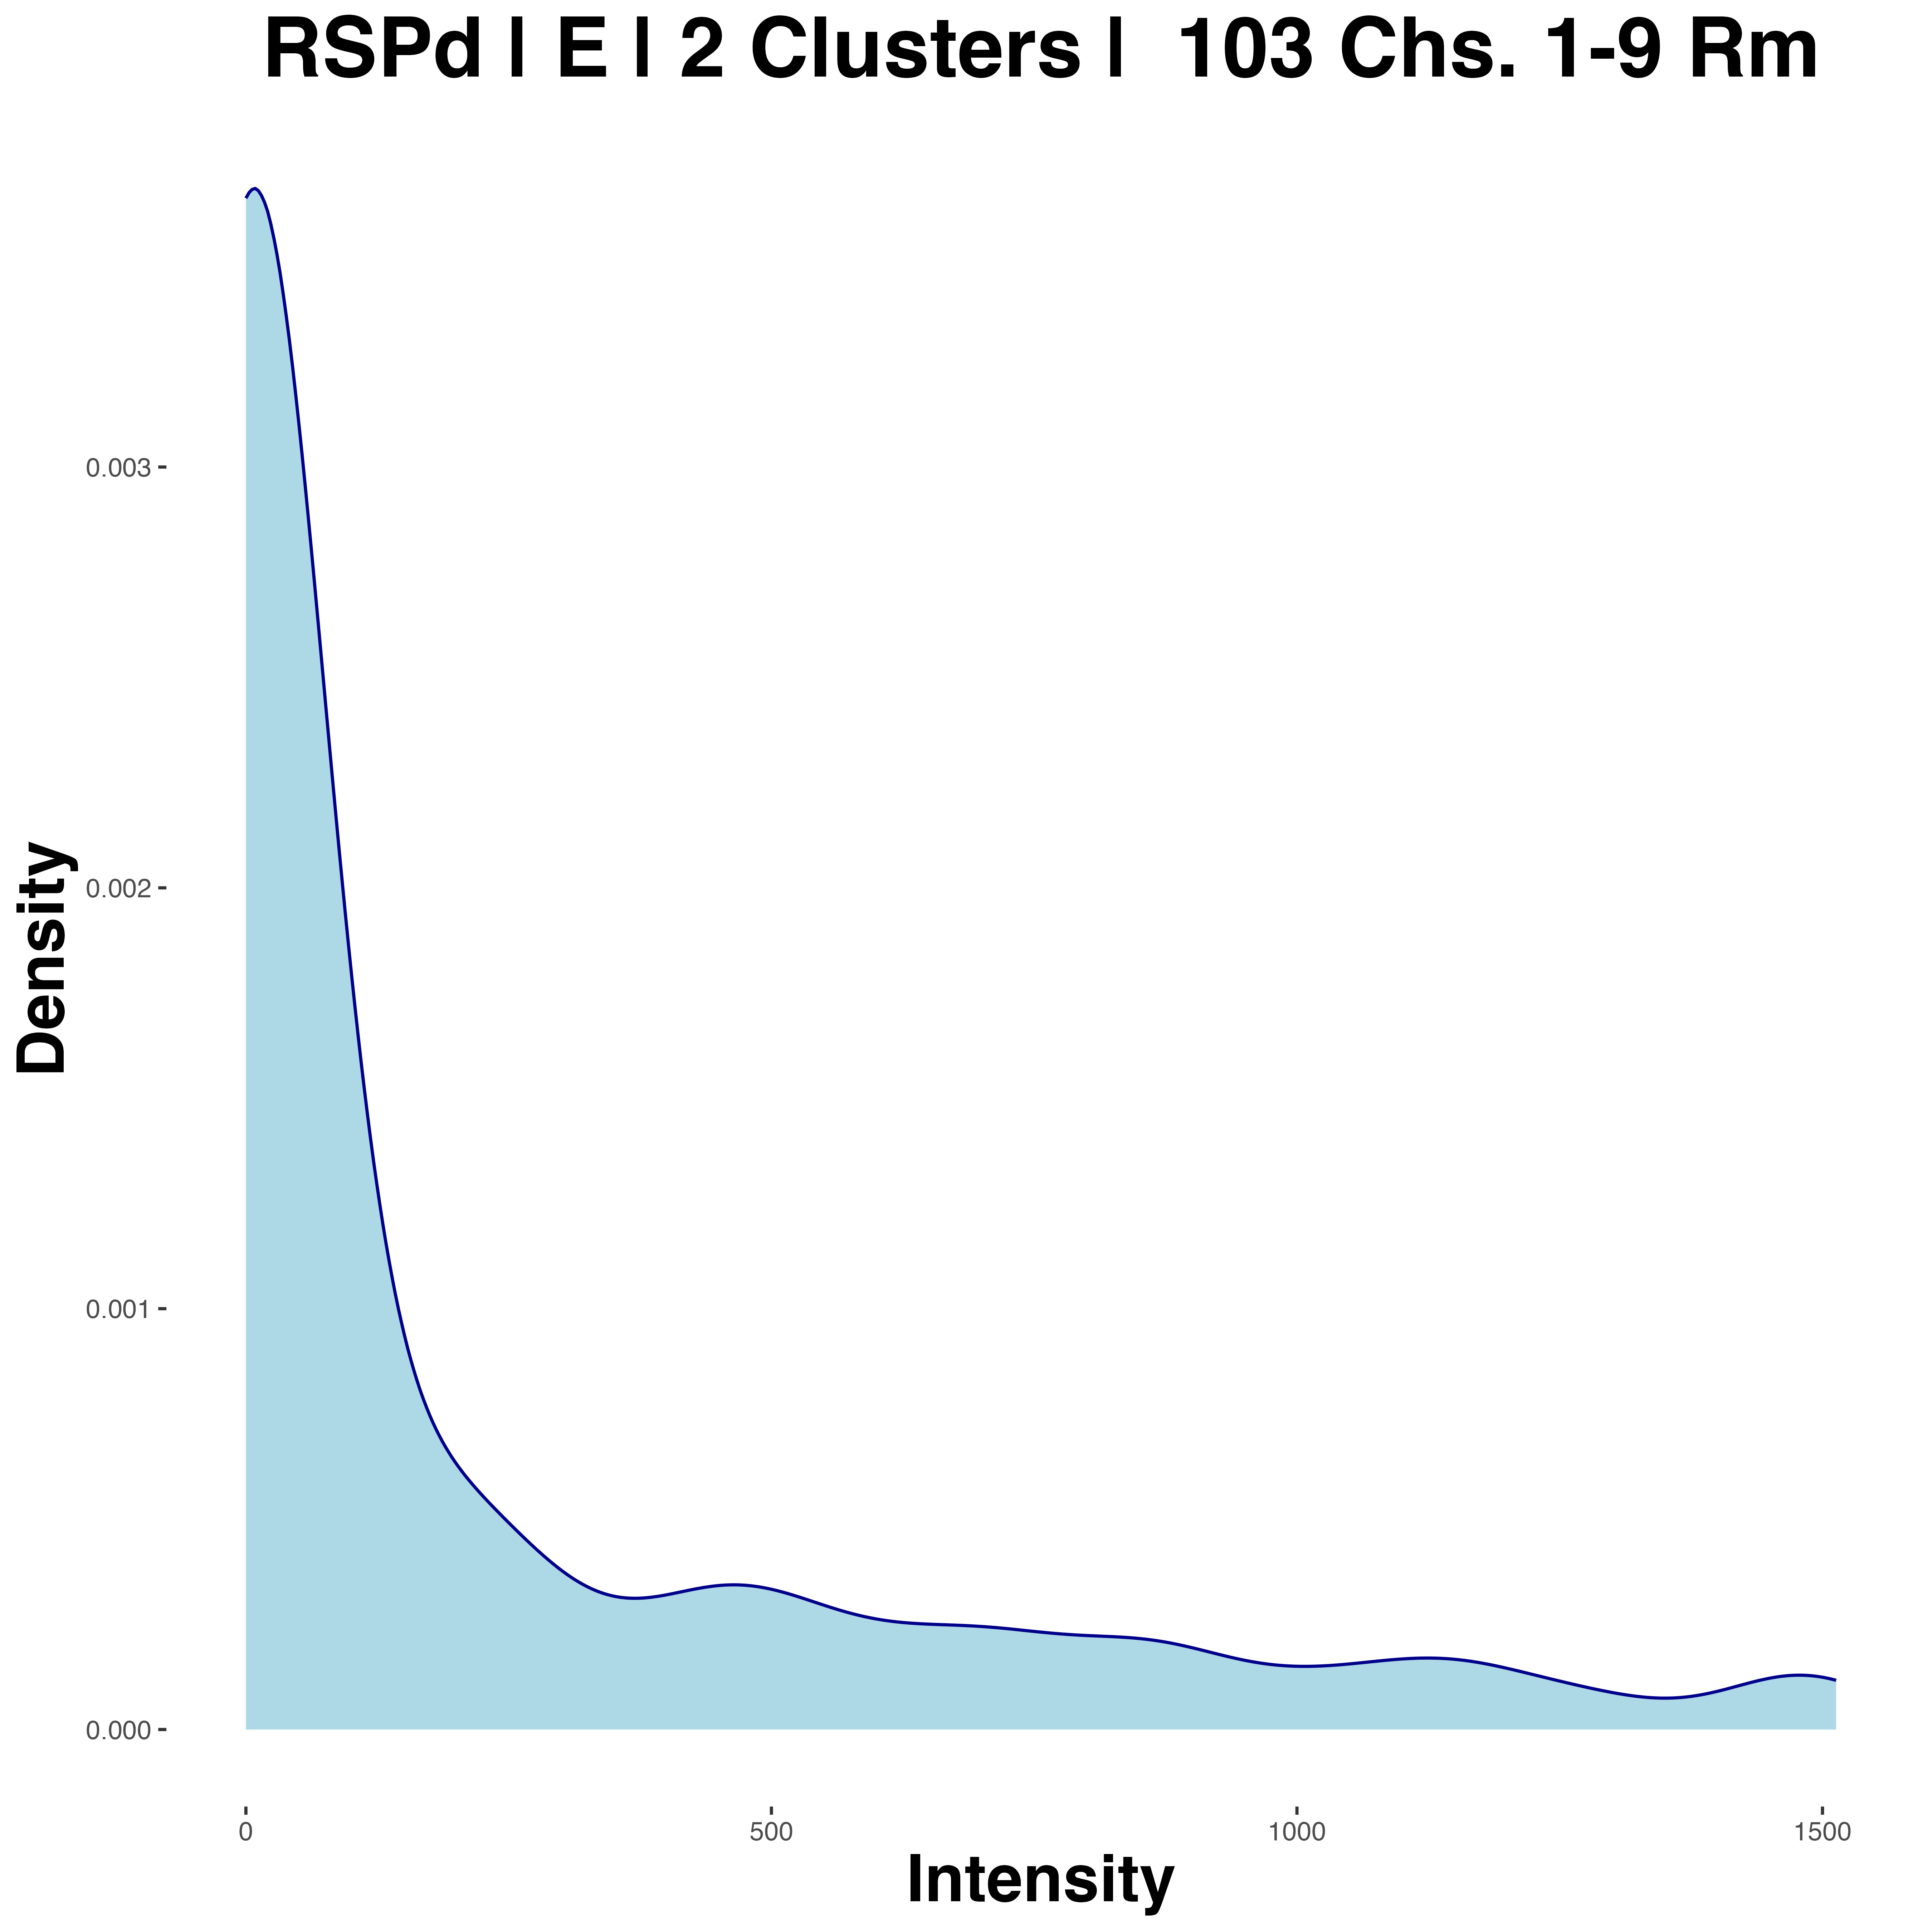 RSPd | E | 2 Clusters |  103 Chs. 1-9 Rm
Density
0.003
0.002
0.001
0.000
0 500 1000 1500
Intensity